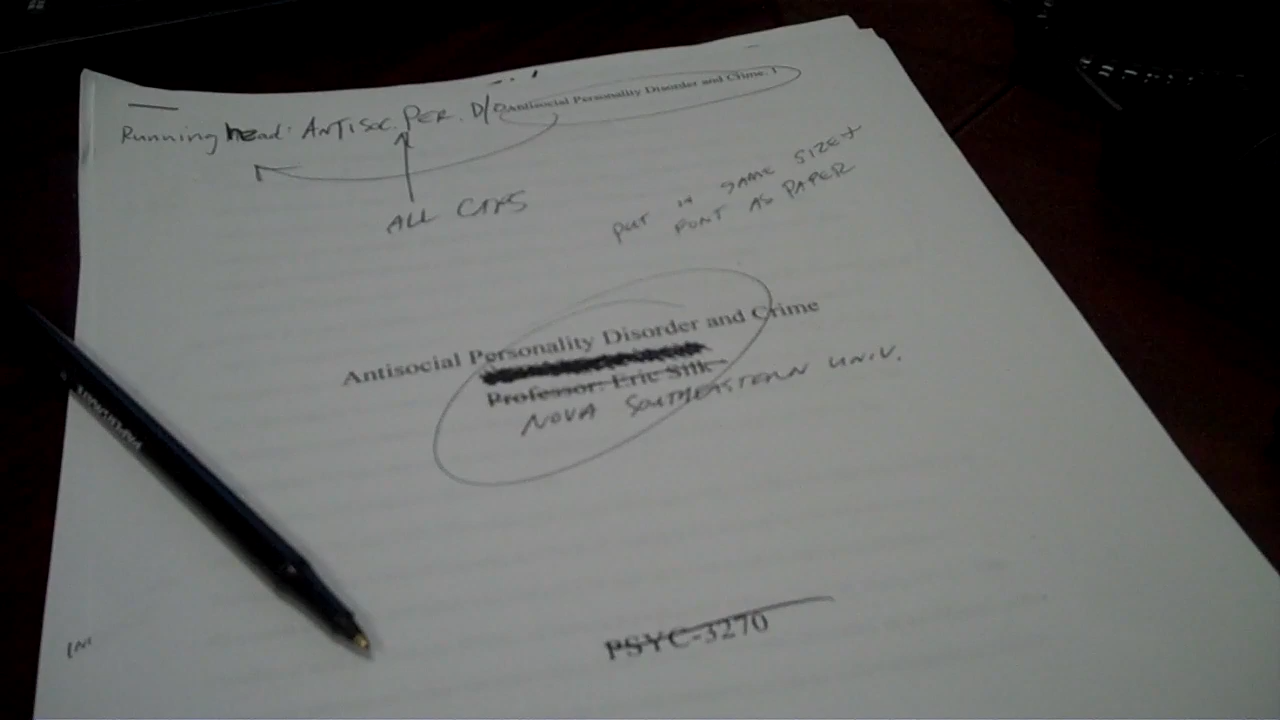 Antisocial Personality Disorder and Crime. 1
Running head: ANTISOC. PER. D/O
ALL CAPS
PUT IN SAME SIZE +
FONT AS PAPER
Antisocial Personality Disorder and Crime
Professor: Eric Silk
NOVA SOUTHEASTERN UNIV.
PSYC-3270